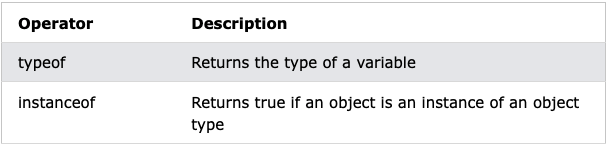 Operator Description
typeof Returns the type of a variable
instanceof Returns true if an object is an instance of an object
type